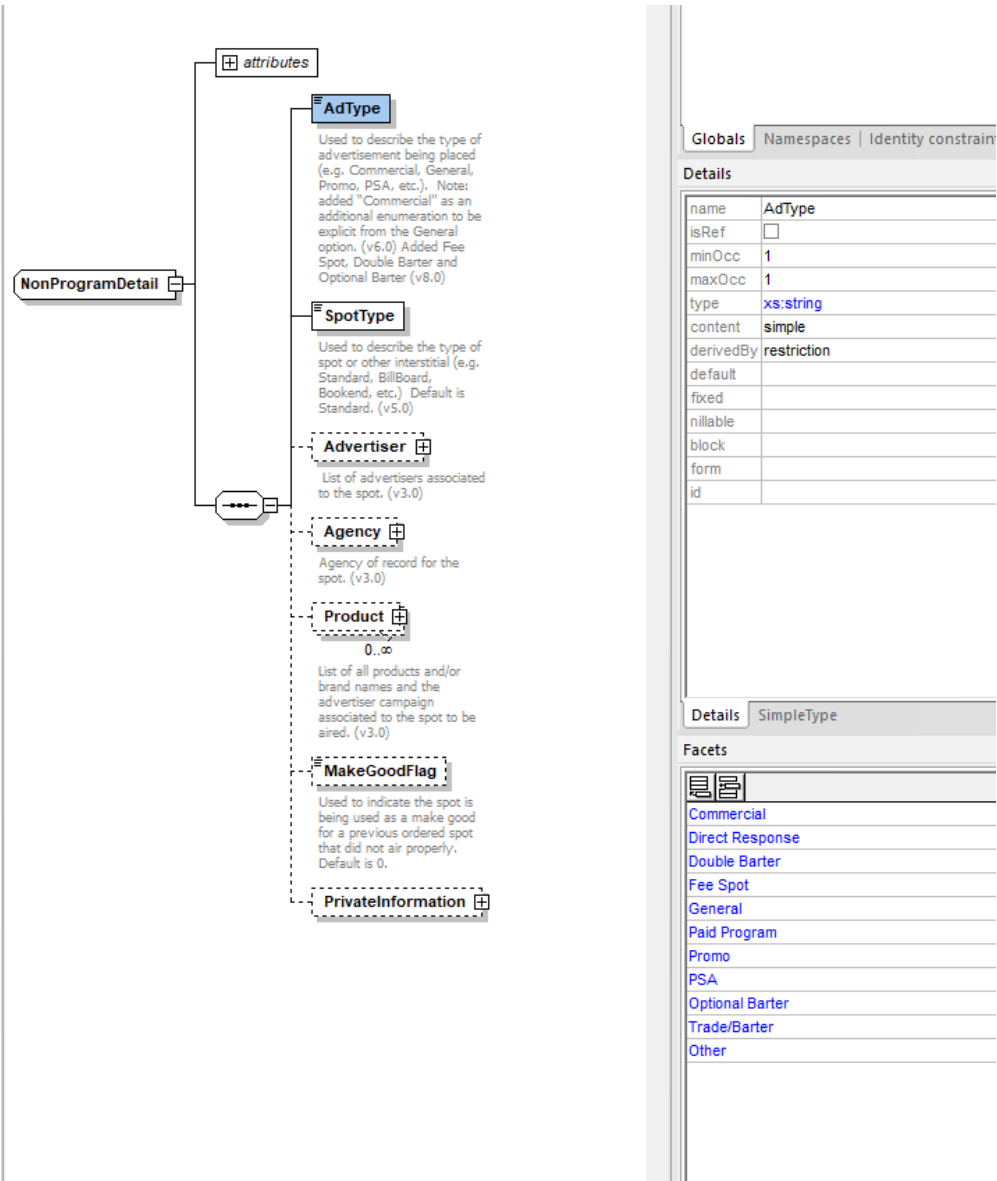 attributes
AdType
Used to describe the type of
advertisement being placed
(e.g. Commercial, General,
Promo, PSA, etc.).  Note:
added "Commercial" as an
additional enumeration to be
explicit from the General
option. (v6.0) Added Fee
Spot, Double Barter and
Optional Barter (v8.0)
NonProgramDetail
SpotType
Used to describe the type of
spot or other interstitial (e.g.
Standard, BillBoard,
Bookend, etc.)  Default is
Standard. (v5.0)
Advertiser
List of advertisers associated
to the spot. (v3.0)
Agency
Agency of record for the
spot. (v3.0)
Product
0..∞
List of all products and/or
brand names and the
advertiser campaign
associated to the spot to be
aired. (v3.0)
MakeGoodFlag
Used to indicate the spot is
being used as a make good
for a previous ordered spot
that did not air properly.
Default is 0.
PrivateInformation
Globals Namespaces | Identity constraint
Details
name AdType
isRef
minOcc 1
maxOcc 1
type xs:string
content simple
derivedBy restriction
default
fixed
nillable
block
form
id
Details SimpleType
Facets
Commercial
Direct Response
Double Barter
Fee Spot
General
Paid Program
Promo
PSA
Optional Barter
Trade/Barter
Other